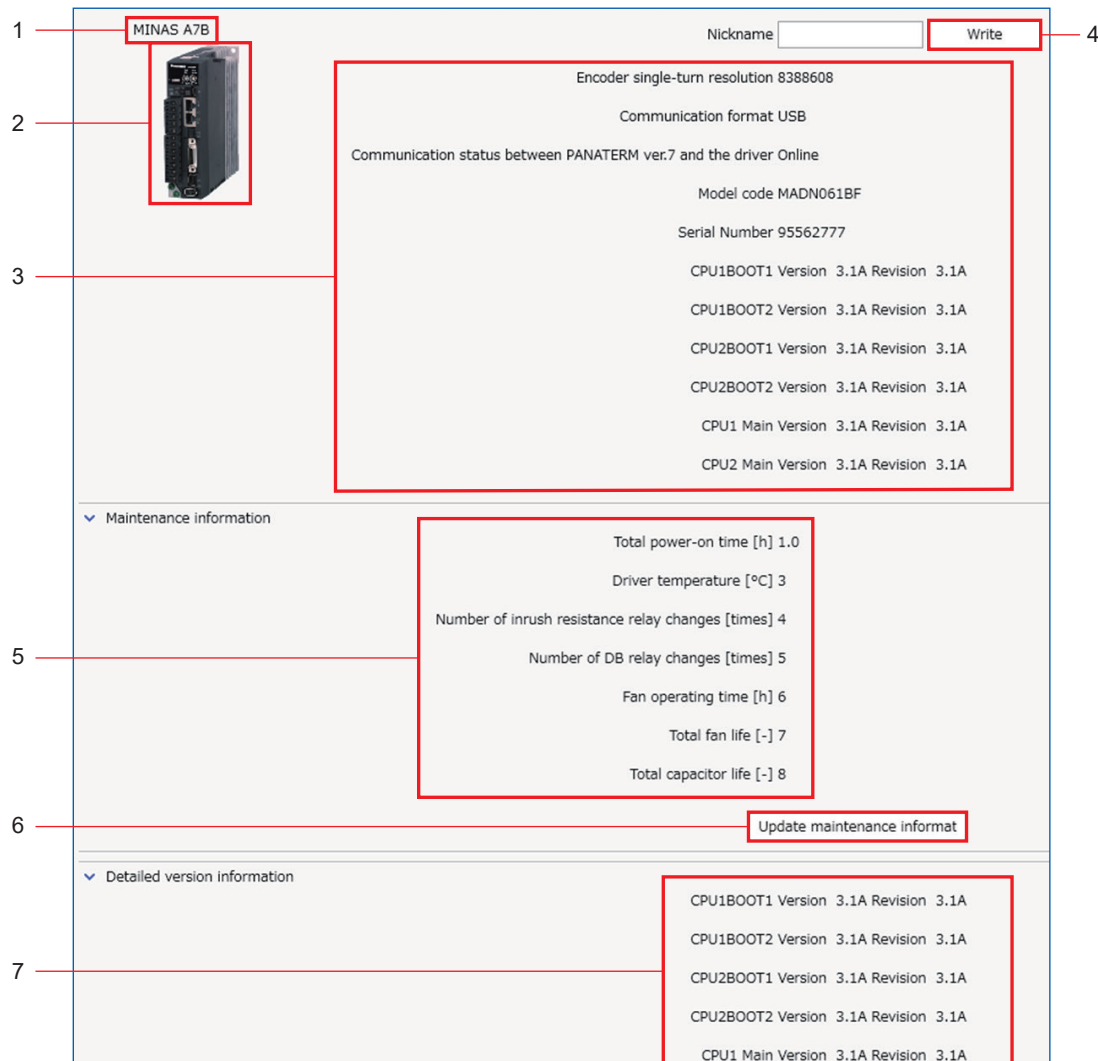 1
MINAS A7B
Nickname
Write
4
2
Encoder single-turn resolution 8388608
Communication format USB
Communication status between PANATERM ver.7 and the driver Online
Model code MADN061BF
Serial Number 95562777
3
CPU1BOOT1 Version 3.1A Revision 3.1A
CPU1BOOT2 Version 3.1A Revision 3.1A
CPU2BOOT1 Version 3.1A Revision 3.1A
CPU2BOOT2 Version 3.1A Revision 3.1A
CPU1 Main Version 3.1A Revision 3.1A
CPU2 Main Version 3.1A Revision 3.1A
Maintenance information
Total power-on time [h] 1.0
Driver temperature [°C] 3
Number of inrush resistance relay changes [times] 4
5
Number of DB relay changes [times] 5
Fan operating time [h] 6
Total fan life [-] 7
Total capacitor life [-] 8
6
Update maintenance informat
Detailed version information
CPU1BOOT1 Version 3.1A Revision 3.1A
CPU1BOOT2 Version 3.1A Revision 3.1A
7
CPU2BOOT1 Version 3.1A Revision 3.1A
CPU2BOOT2 Version 3.1A Revision 3.1A
CPU1 Main Version 3.1A Revision 3.1A